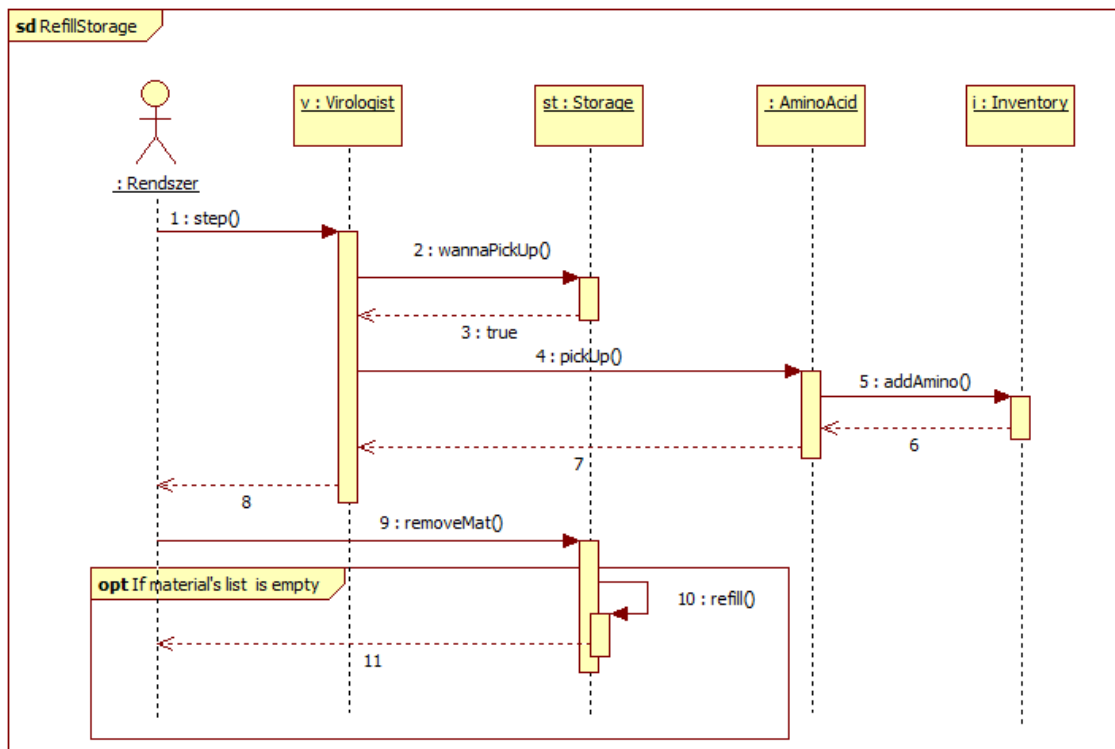 sd RefillStorage
v : Virologist
st : Storage
: AminoAcid
i : Inventory
: Rendszer
1 : step()
2 : wannaPickUp()
3 : true
4 : pickUp()
5 : addAmino()
6
7
8
9 : removeMat()
opt If material's list is empty
10 : refill()
11